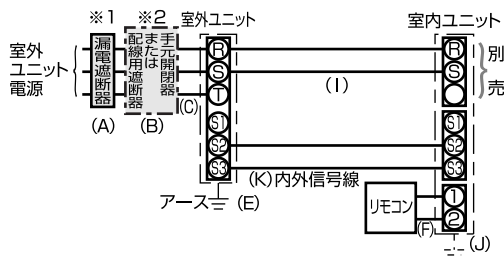 ※1
※2
室外ユニット
室内ユニット
室外
ユニット
電源
漏電遮断器
手元開閉器
または
配線用遮断器
(A)
(B)
(C)
R
S
T
S1
S2
S3
(I)
(K)内外信号線
アース
(E)
R
S
別売
S1
S2
S3
リモコン
1
2
(F)
(J)